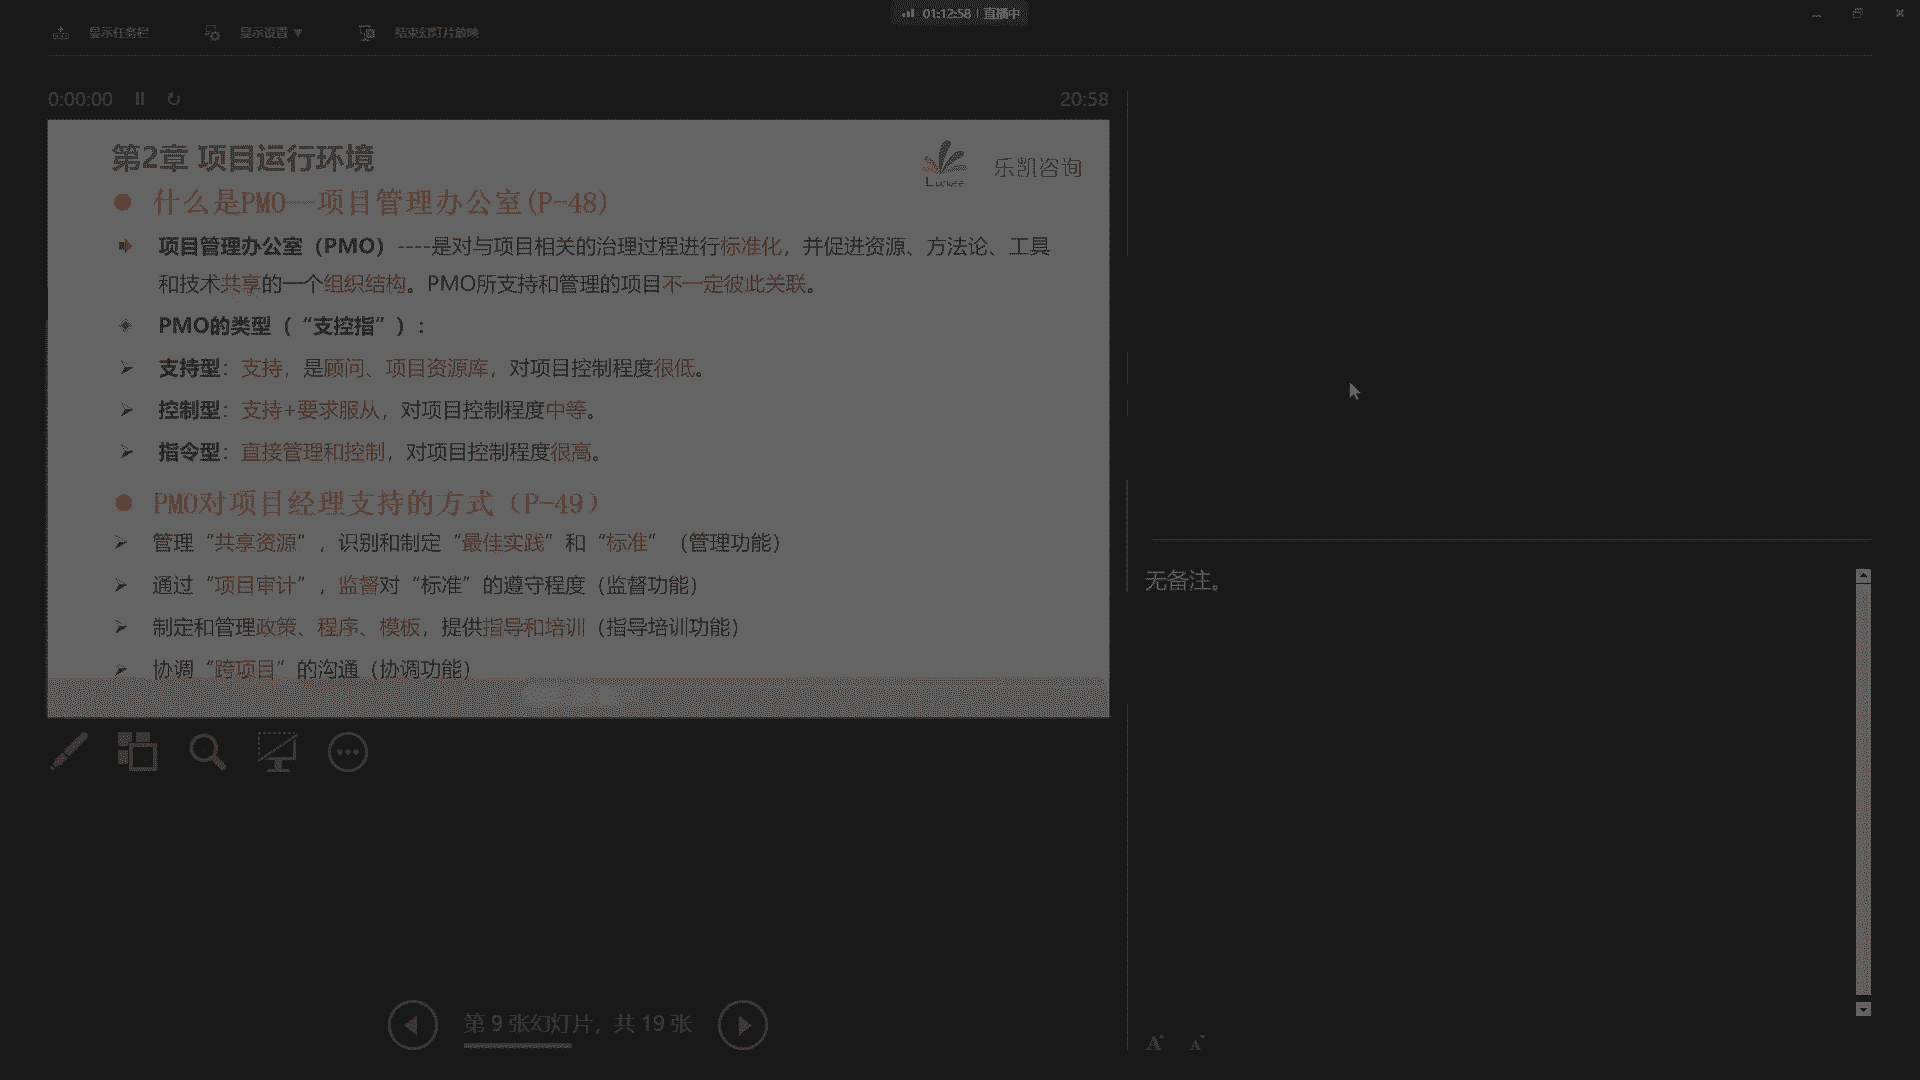 01:12:58 | 直播中
显示任务栏 显示设置 ▼ 结束幻灯片放映
0:00:00 20:58
第2章 项目运行环境
Luckee 乐凯咨询
● 什么是PMO—项目管理办公室(P-48)
项目管理办公室（PMO）----是对与项目相关的治理过程进行标准化，并促进资源、方法论、工具
和技术共享的一个组织结构。PMO所支持和管理的项目不一定彼此关联。
PMO的类型（“支控指”）:
支持型：支持，是顾问、项目资源库，对项目控制程度很低。
控制型：支持+要求服从，对项目控制程度中等。
指令型：直接管理和控制，对项目控制程度很高。
● PMO对项目经理支持的方式（P-49）
管理“共享资源”，识别和制定“最佳实践”和“标准”（管理功能）
通过“项目审计”，监督对“标准”的遵守程度（监督功能）
制定和管理政策、程序、模板，提供指导和培训（指导培训功能）
协调“跨项目”的沟通（协调功能）
无备注。
第 9 张幻灯片，共 19 张
A A